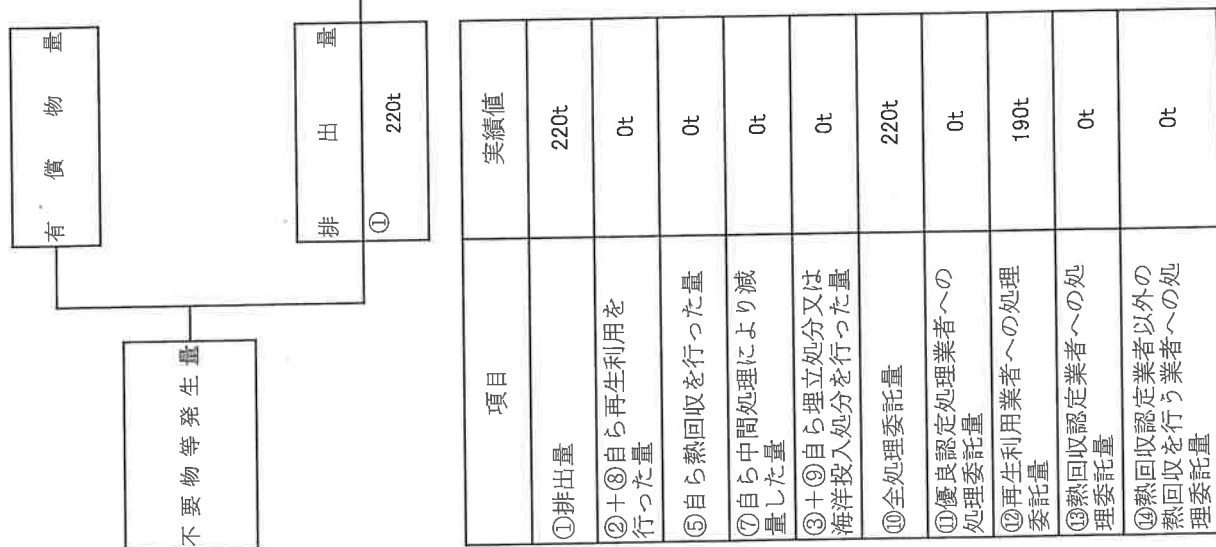 有償物量
不要物等発生量
排出量
①
220t
項目 実績値
①排出量 220t
②＋⑧自ら再生利用を
行った量 0t
⑤自ら熱回収を行った量 0t
⑦自ら中間処理により減
量した量 0t
③＋⑨自ら埋立処分又は
海洋投入処分を行った量 0t
⑩全処理委託量 220t
⑪優良認定処理業者への
処理委託量 0t
⑫再生利用業者への処理
委託量 190t
⑬熱回収認定業者への処
理委託量 0t
⑭熱回収認定業者以外の
熱回収を行う業者への処
理委託量 0t